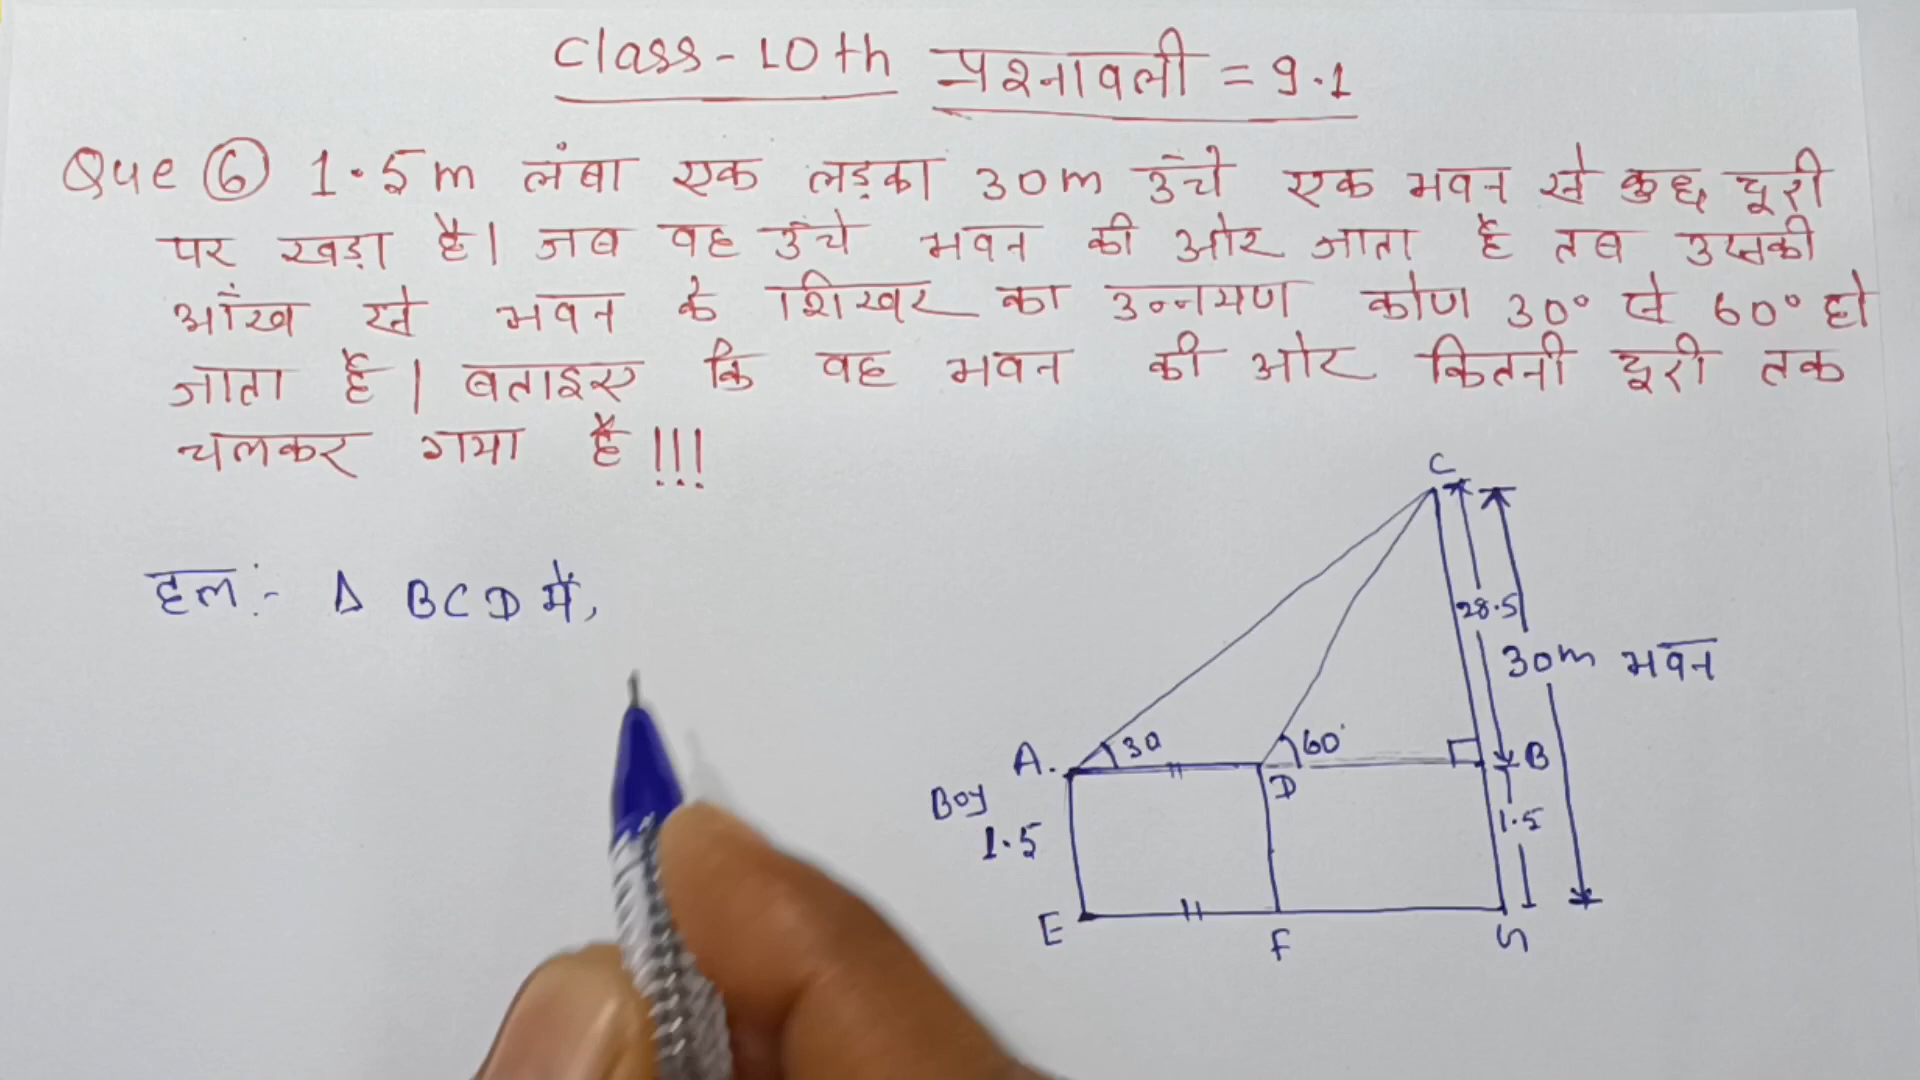 Class-10th प्रश्नावली = 9.1
Que ⑥ 1.5m लंबा एक लड़का 30m उँचे एक भवन से कुछ दूरी
पर खड़ा है। जब वह उँचे भवन की ओर जाता है तब उसकी
आँख से भवन के शिखर का उन्नयण कोण 30° से 60° हो
जाता है। बताइए कि वह भवन की ओर कितनी दूरी तक
चलकर गया है!!!
हल:- Δ BCD में,
C
28.5
30m भवन
A.
30
60°
B
D
Boy
1.5
1.5
E
F
G